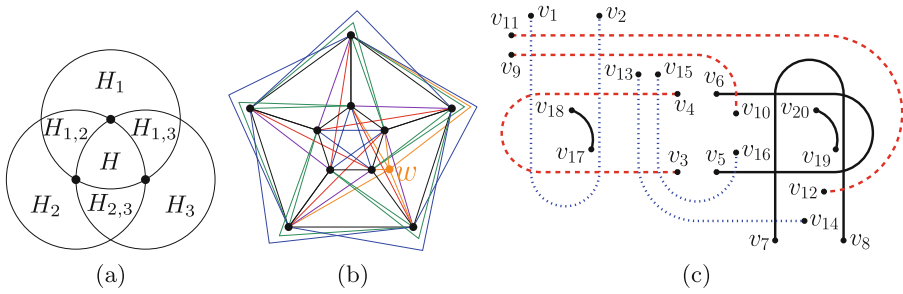 H₁
H₁,₂ H₁,₃
H
H₂ H₂,₃ H₃
(a)
w
(b)
v₁₁ v₁ v₂
v₉ v₁₃ v₁₅ v₆
v₄
v₁₈ v₁₀ v₂₀
v₁₇ v₁₆ v₁₉
v₃ v₅
v₁₂
v₁₄
v₇ v₈
(c)